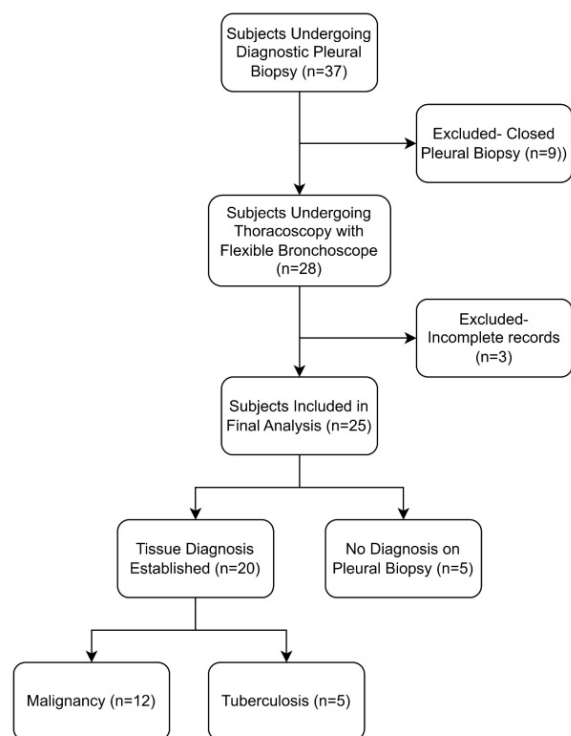 Subjects Undergoing
Diagnostic Pleural
Biopsy (n=37)
Excluded- Closed
Pleural Biopsy (n=9))
Subjects Undergoing
Thoracoscopy with
Flexible Bronchoscope
(n=28)
Excluded-
Incomplete records
(n=3)
Subjects Included in
Final Analysis (n=25)
Tissue Diagnosis
Established (n=20)
No Diagnosis on
Pleural Biopsy (n=5)
Malignancy (n=12)
Tuberculosis (n=5)